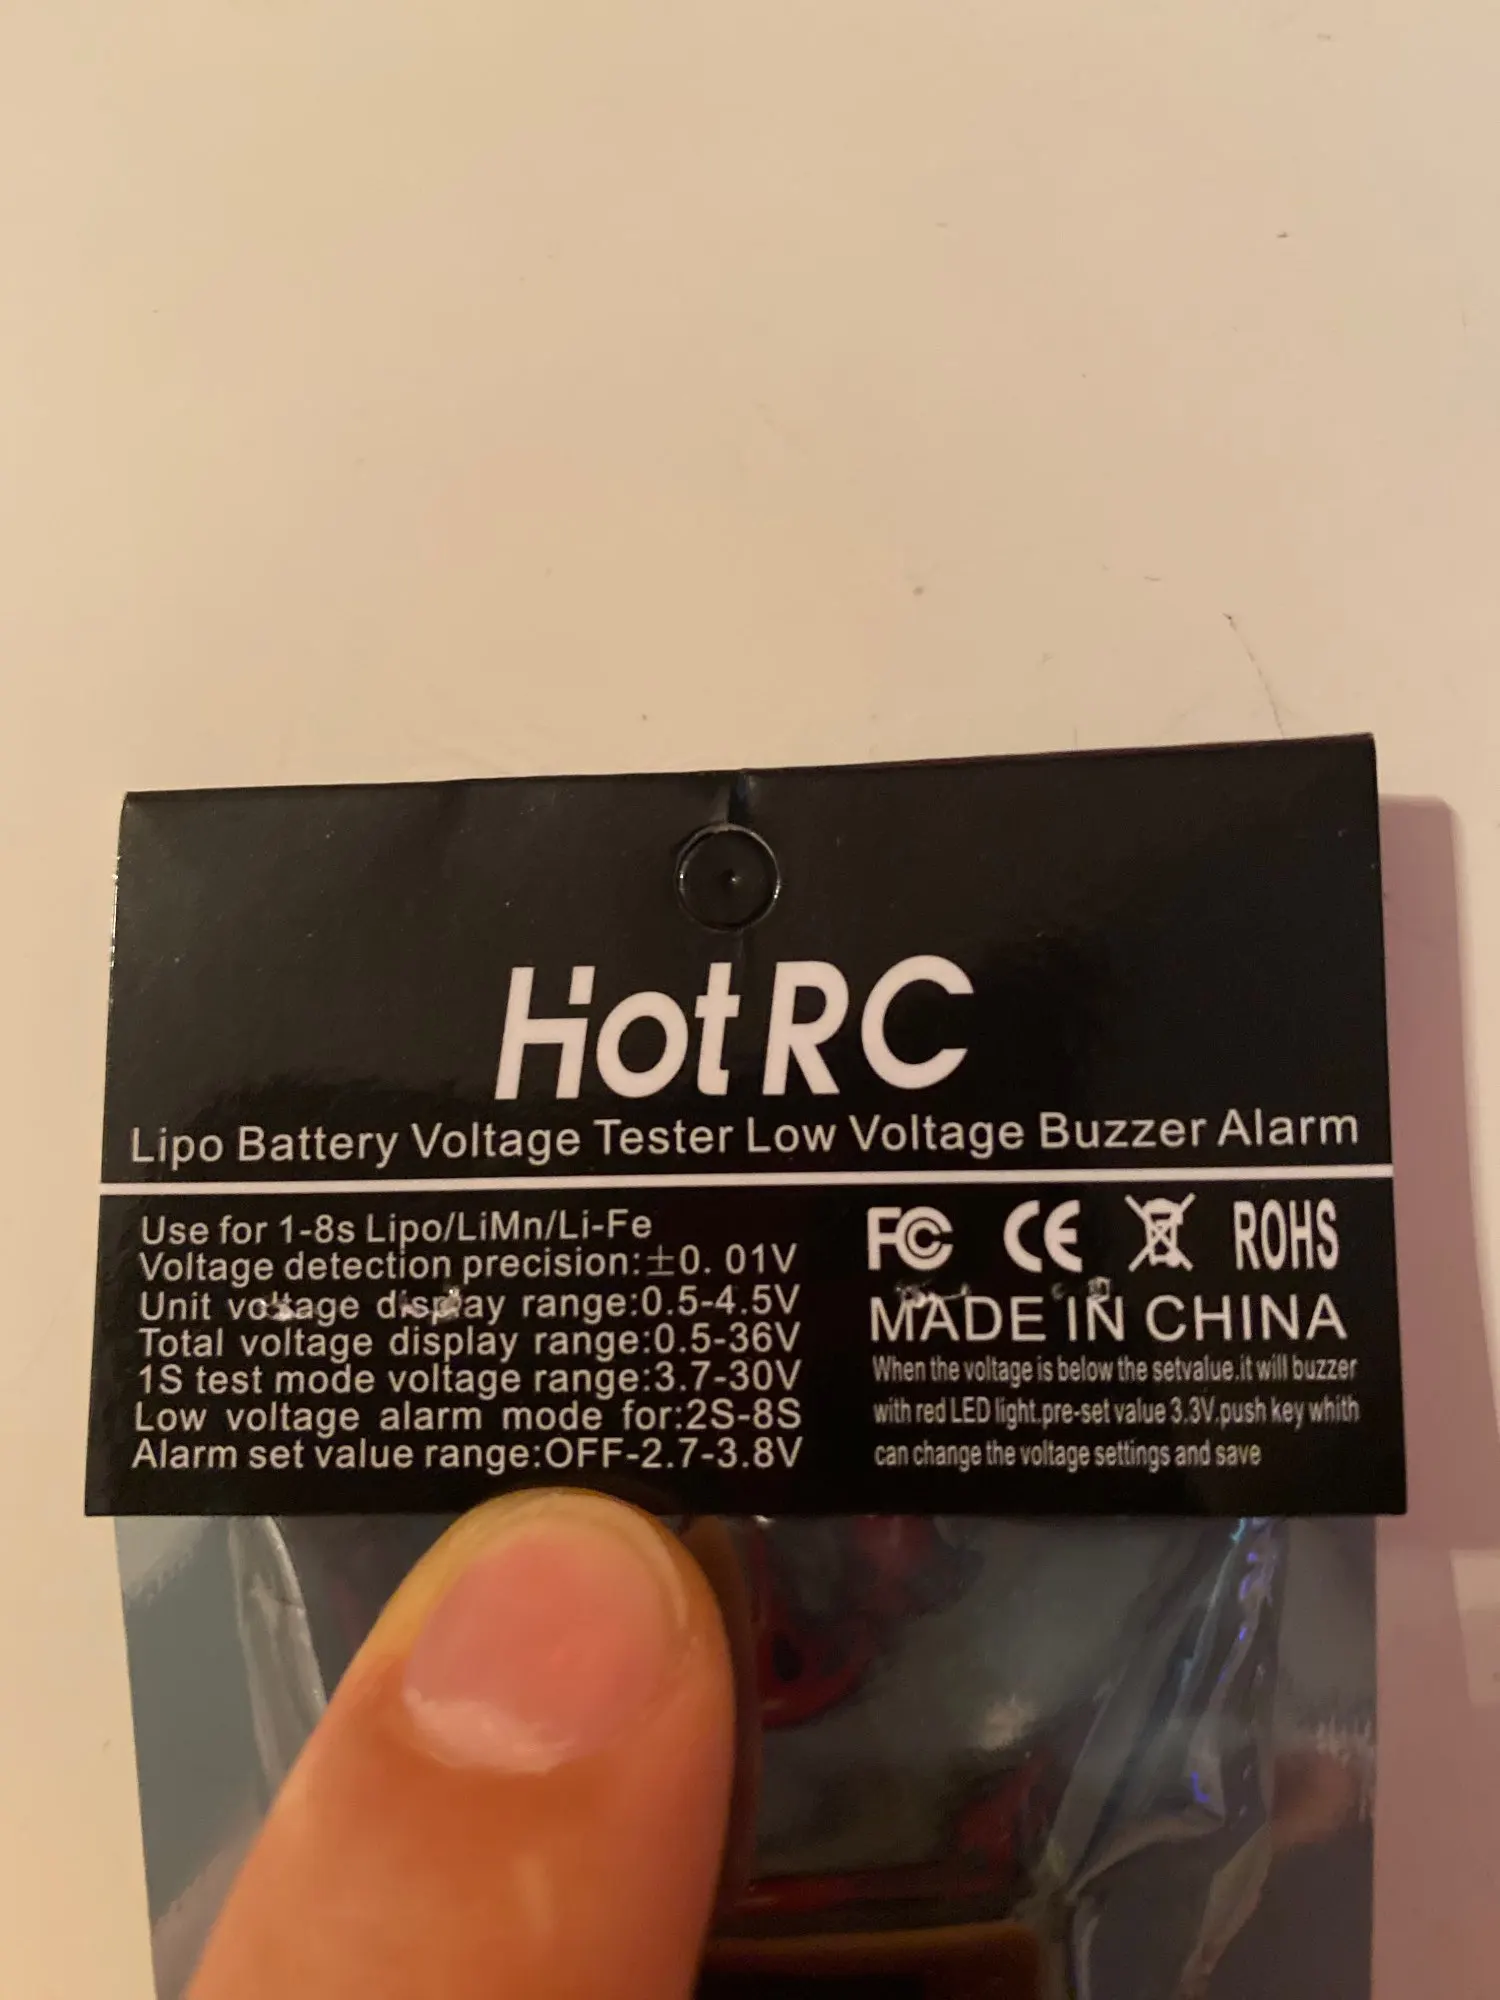 HotRC
Lipo Battery Voltage Tester Low Voltage Buzzer Alarm
Use for 1-8s Lipo/LiMn/Li-Fe
Voltage detection precision:±0. 01V
Unit voltage display range:0.5-4.5V
Total voltage display range:0.5-36V
1S test mode voltage range:3.7-30V
Low voltage alarm mode for:2S-8S
Alarm set value range:OFF-2.7-3.8V
FC CE ROHS
MADE IN CHINA
When the voltage is below the setvalue.it will buzzer
with red LED light.pre-set value 3.3V.push key whith
can change the voltage settings and save